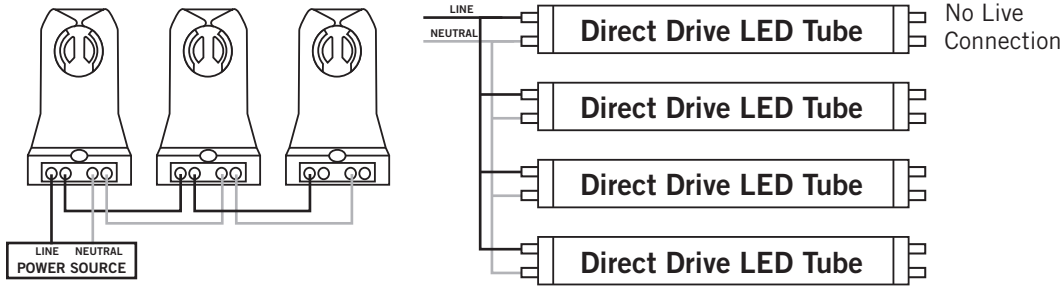 LINE NEUTRAL
POWER SOURCE
LINE
NEUTRAL
Direct Drive LED Tube
No Live
Connection
Direct Drive LED Tube
Direct Drive LED Tube
Direct Drive LED Tube